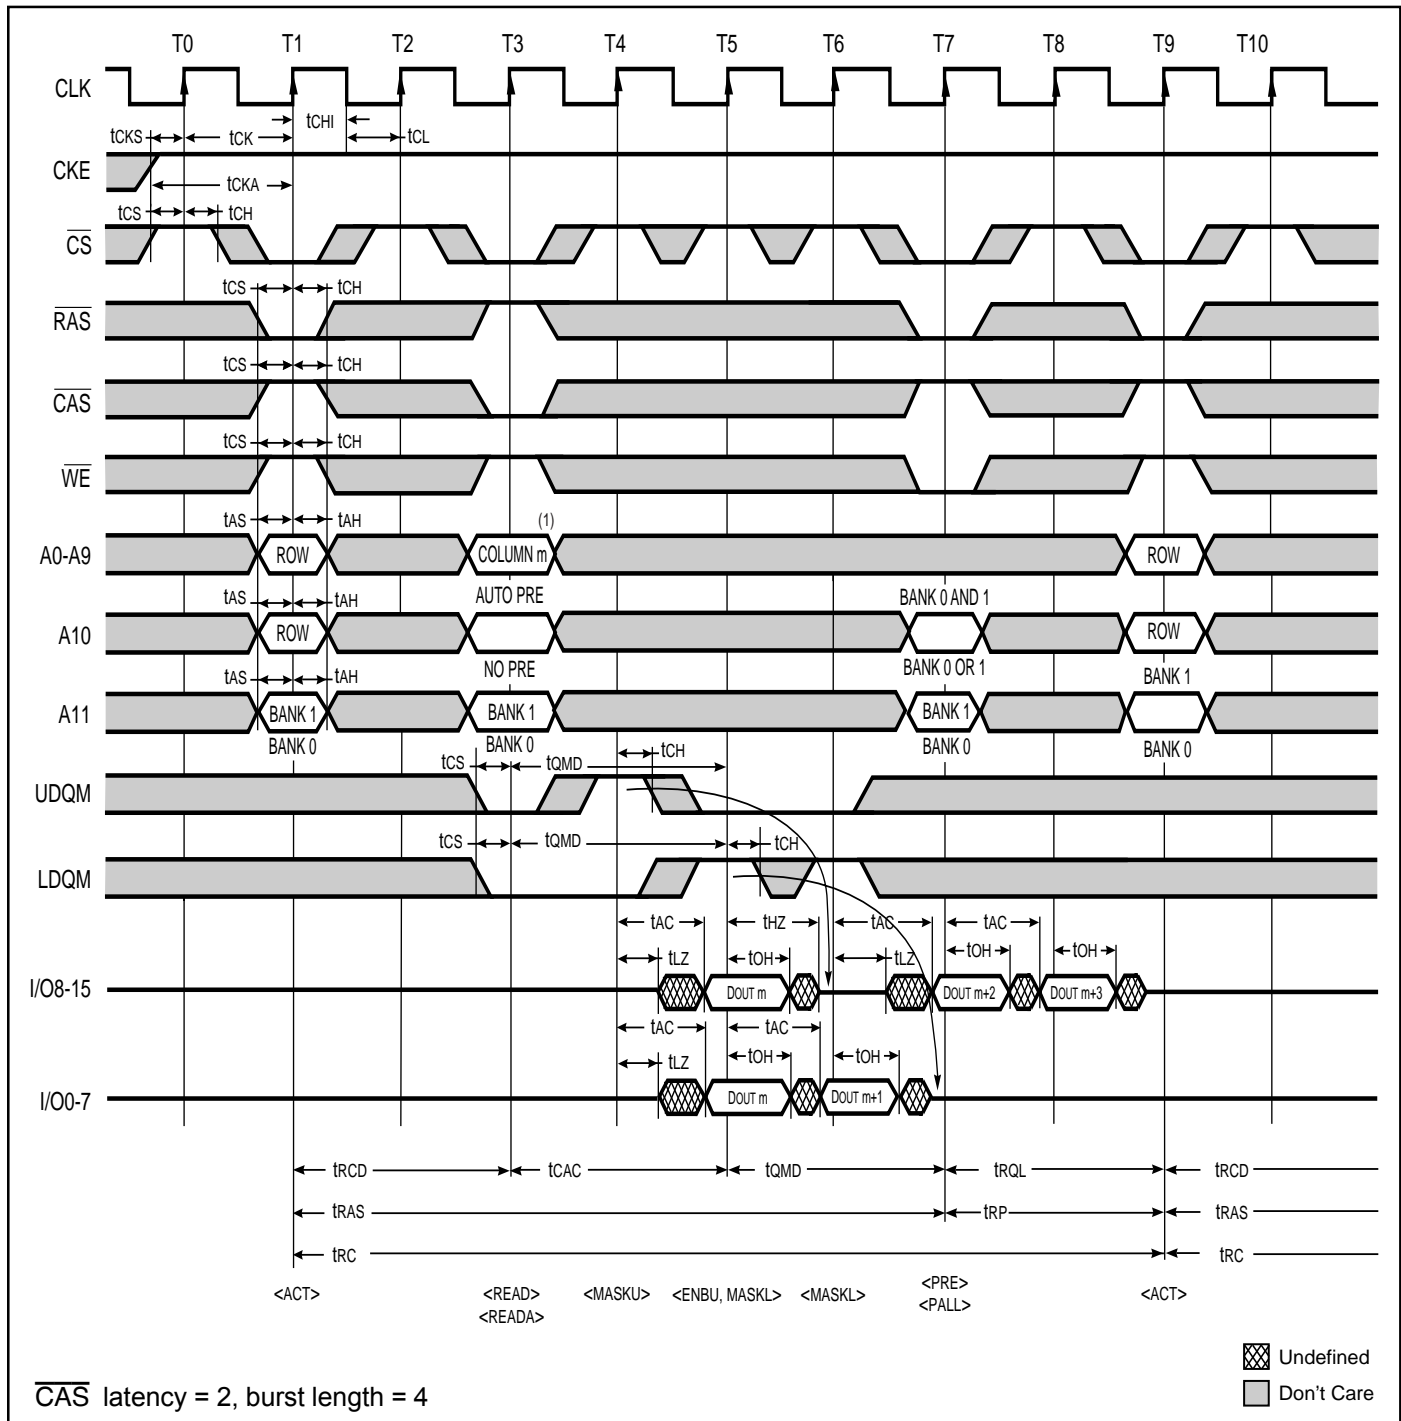 T0 T1 T2 T3 T4 T5 T6 T7 T8 T9 T10
CLK
tCHI
tCKS tCK tCL
CKE
tCKA
tCS tCH
CS
tCS tCH
RAS
tCS tCH
CAS
tCS tCH
WE
tAS tAH (1)
A0-A9 ROW COLUMN m ROW
tAS tAH AUTO PRE BANK 0 AND 1
A10 ROW ROW
NO PRE BANK 0 OR 1 BANK 1
tAS tAH
A11 BANK 1 BANK 1 BANK 1
BANK 0 BANK 0 BANK 0 BANK 0
tCS tQMD tCH
UDQM
tCS tQMD tCH
LDQM
tAC tHZ tAC tAC
tLZ tOH tLZ tOH tOH
I/O8-15 DOUT m DOUT m+2 DOUT m+3
tAC tAC
tLZ tOH tOH
I/O0-7 DOUT m DOUT m+1
tRCD tCAC tQMD tRQL tRCD
tRAS tRP tRAS
tRC tRC
<ACT> <READ> <MASKU> <ENBU, MASKL> <MASKL> <PRE> <ACT>
<READA> <PALL>
Undefined
Don't Care
CAS latency = 2, burst length = 4